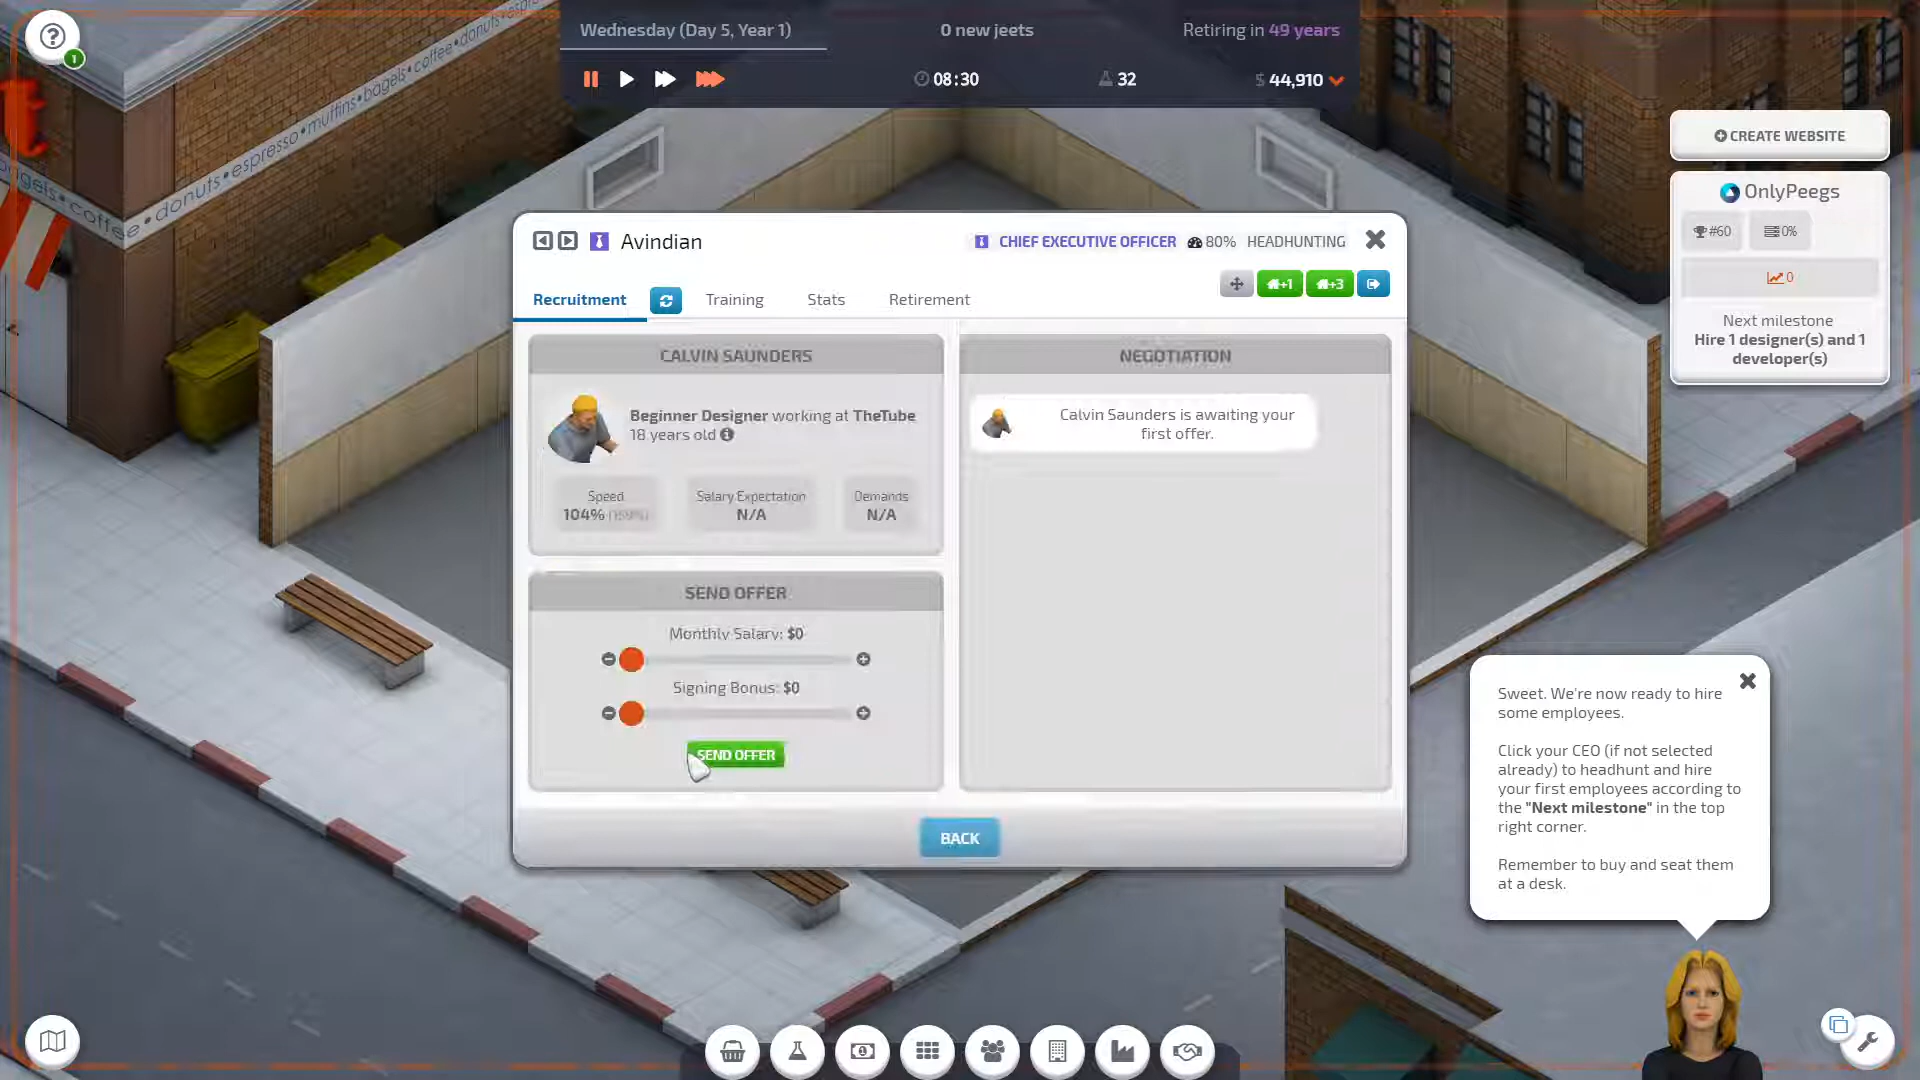 Wednesday (Day 5, Year 1)
0 new jeets
Retiring in 49 years
08:30
32
$ 44,910
1
t
bagels • coffee • donuts • espresso • muffins • bagels • coffee • donuts • espr
CREATE WEBSITE
OnlyPeegs
#60
0%
0
Next milestone
Hire 1 designer(s) and 1
developer(s)
Avindian
CHIEF EXECUTIVE OFFICER
80%
HEADHUNTING
+1
+3
Recruitment
Training
Stats
Retirement
CALVIN SAUNDERS
Beginner Designer working at TheTube
18 years old
Speed
104% (159%)
Salary Expectation
N/A
Demands
N/A
SEND OFFER
Monthly Salary: $0
Signing Bonus: $0
SEND OFFER
NEGOTIATION
Calvin Saunders is awaiting your
first offer.
BACK
Sweet. We're now ready to hire
some employees.
Click your CEO (if not selected
already) to headhunt and hire
your first employees according to
the "Next milestone" in the top
right corner.
Remember to buy and seat them
at a desk.